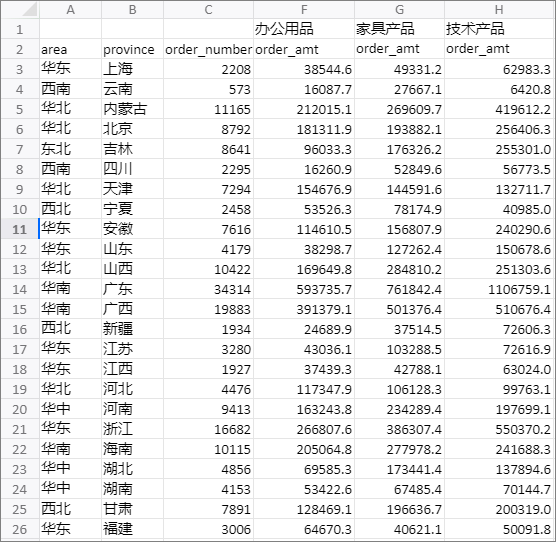 A B C F G H
1 办公用品 家具产品 技术产品
2 area province order_number order_amt order_amt order_amt
3 华东 上海 2208 38544.6 49331.2 62983.3
4 西南 云南 573 16087.7 27667.1 6420.8
5 华北 内蒙古 11165 212015.1 269609.7 419612.2
6 华北 北京 8792 181311.9 193882.1 256406.3
7 东北 吉林 8641 96033.3 176326.2 255301.0
8 西南 四川 2295 16260.9 52849.6 56773.5
9 华北 天津 7294 154676.9 144591.6 132711.7
10 西北 宁夏 2458 53526.3 78174.9 40985.0
11 华东 安徽 7616 114610.5 156807.9 240290.6
12 华东 山东 4179 38298.7 127262.4 150678.6
13 华北 山西 10422 169649.8 284810.2 251303.6
14 华南 广东 34314 593735.7 761842.4 1106759.1
15 华南 广西 19883 391379.1 501376.4 510676.4
16 西北 新疆 1934 24689.9 37514.5 72606.3
17 华东 江苏 3280 43036.1 103288.5 72616.9
18 华东 江西 1927 37439.3 42788.1 63024.0
19 华北 河北 4476 117347.9 106128.3 99763.1
20 华中 河南 9413 163243.8 234289.4 197699.1
21 华东 浙江 16682 266807.6 386307.4 550370.2
22 华南 海南 10115 205064.8 277978.2 241688.3
23 华中 湖北 4856 69585.3 173441.4 137894.6
24 华中 湖南 4153 53422.6 67485.4 70144.7
25 西北 甘肃 7891 128469.1 196636.7 200319.0
26 华东 福建 3006 64670.3 40621.1 50091.8